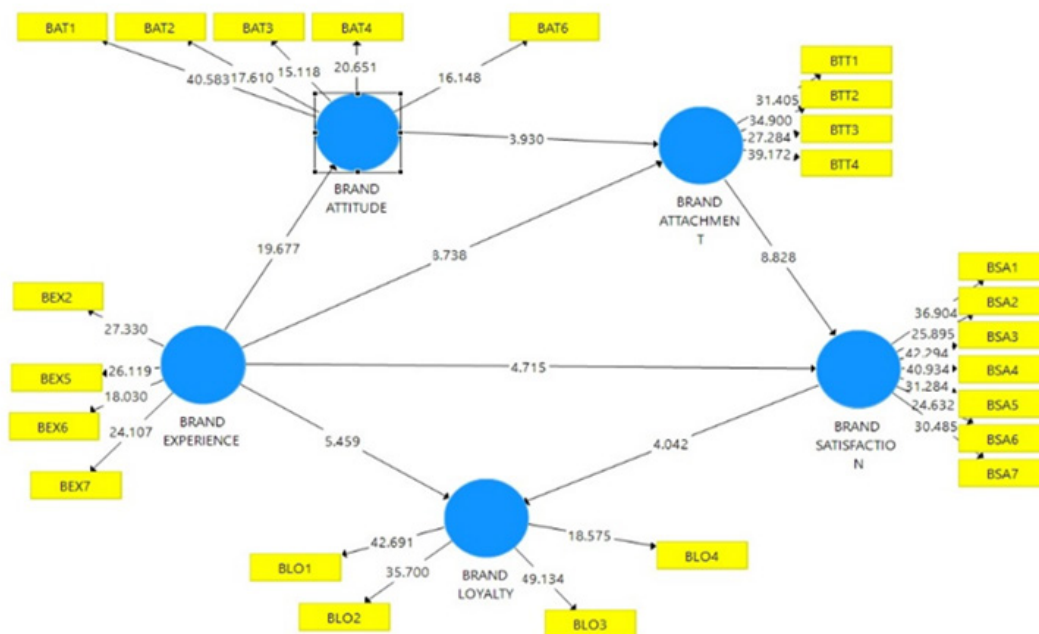 BAT1 BAT2 BAT3 BAT4 BAT6
40.583 17.610 15.118 20.651 16.148
BTT1
BTT2
BTT3
BTT4
31.405
34.900
27.284
39.172
3.930
BRAND
ATTITUDE
BRAND
ATTACHMEN
T
19.677
8.828
BEX2
BEX5
BEX6
BEX7
27.330
26.119
18.030
24.107
BRAND
EXPERIENCE
4.715
BSA1
BSA2
BSA3
BSA4
BSA5
BSA6
BSA7
36.904
25.895
42.294
40.934
31.284
24.632
30.485
BRAND
SATISFACTIO
N
5.459
4.042
BLO1
BLO2
BLO3
BLO4
42.691
35.700
49.134
18.575
BRAND
LOYALTY